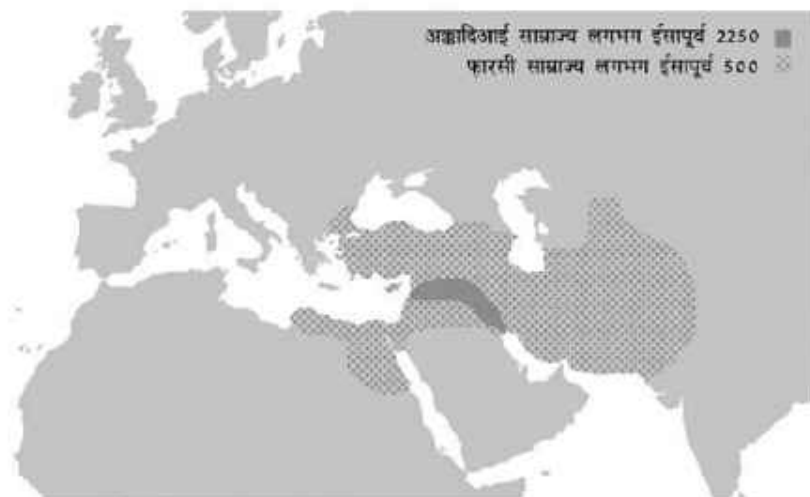 अक्कादिआई साम्राज्य लगभग ईसापूर्व 2250
फ़ारसी साम्राज्य लगभग ईसापूर्व 500